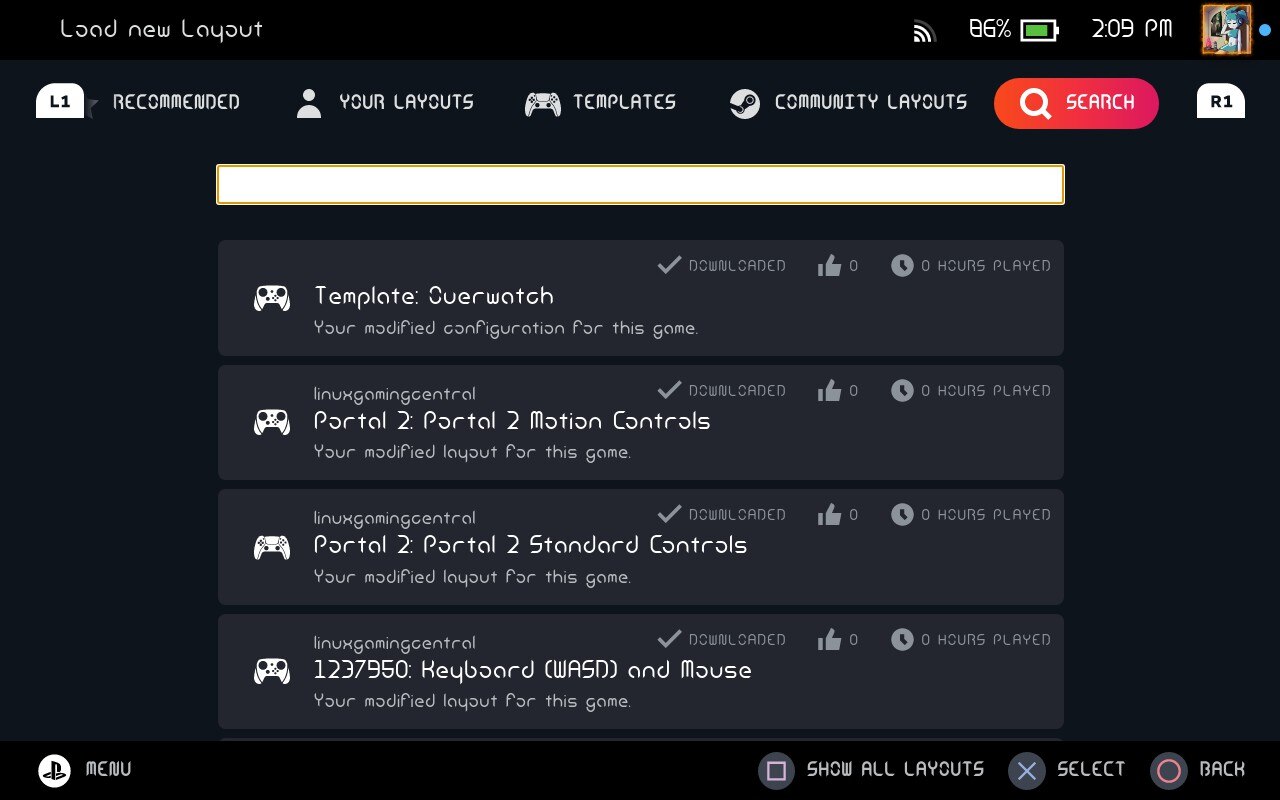 Load new Layout
86%
2:09 PM
L1
RECOMMENDED
YOUR LAYOUTS
TEMPLATES
COMMUNITY LAYOUTS
SEARCH
R1
DOWNLOADED
0
0 HOURS PLAYED
Template: Overwatch
Your modified configuration for this game.
linuxgamingcentral
DOWNLOADED
0
0 HOURS PLAYED
Portal 2: Portal 2 Motion Controls
Your modified layout for this game.
linuxgamingcentral
DOWNLOADED
0
0 HOURS PLAYED
Portal 2: Portal 2 Standard Controls
Your modified layout for this game.
linuxgamingcentral
DOWNLOADED
0
0 HOURS PLAYED
1237950: Keyboard (WASD) and Mouse
Your modified layout for this game.
MENU
SHOW ALL LAYOUTS
SELECT
BACK